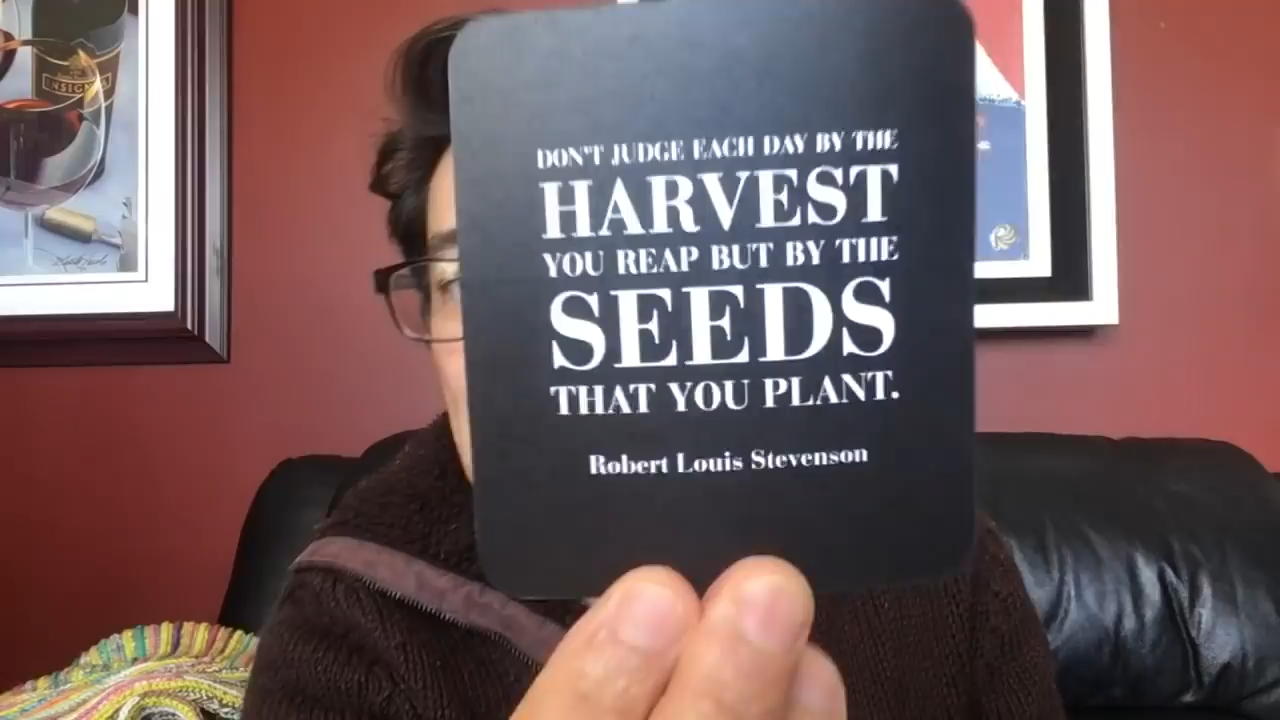 DON'T JUDGE EACH DAY BY THE
HARVEST
YOU REAP BUT BY THE
SEEDS
THAT YOU PLANT.
Robert Louis Stevenson